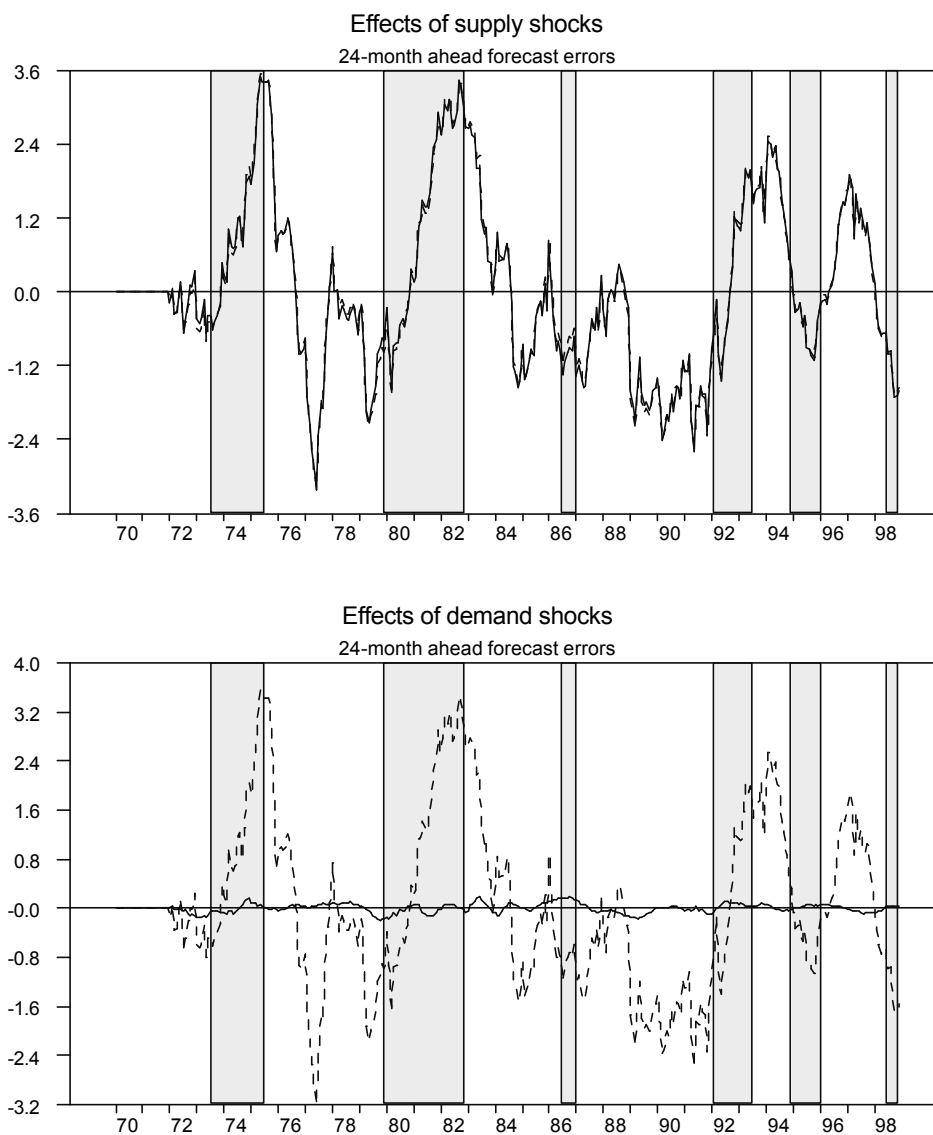 Effects of supply shocks
24-month ahead forecast errors
3.6
2.4
1.2
0.0
-1.2
-2.4
-3.6
70 72 74 76 78 80 82 84 86 88 90 92 94 96 98
Effects of demand shocks
24-month ahead forecast errors
4.0
3.2
2.4
1.6
0.8
-0.0
-0.8
-1.6
-2.4
-3.2
70 72 74 76 78 80 82 84 86 88 90 92 94 96 98